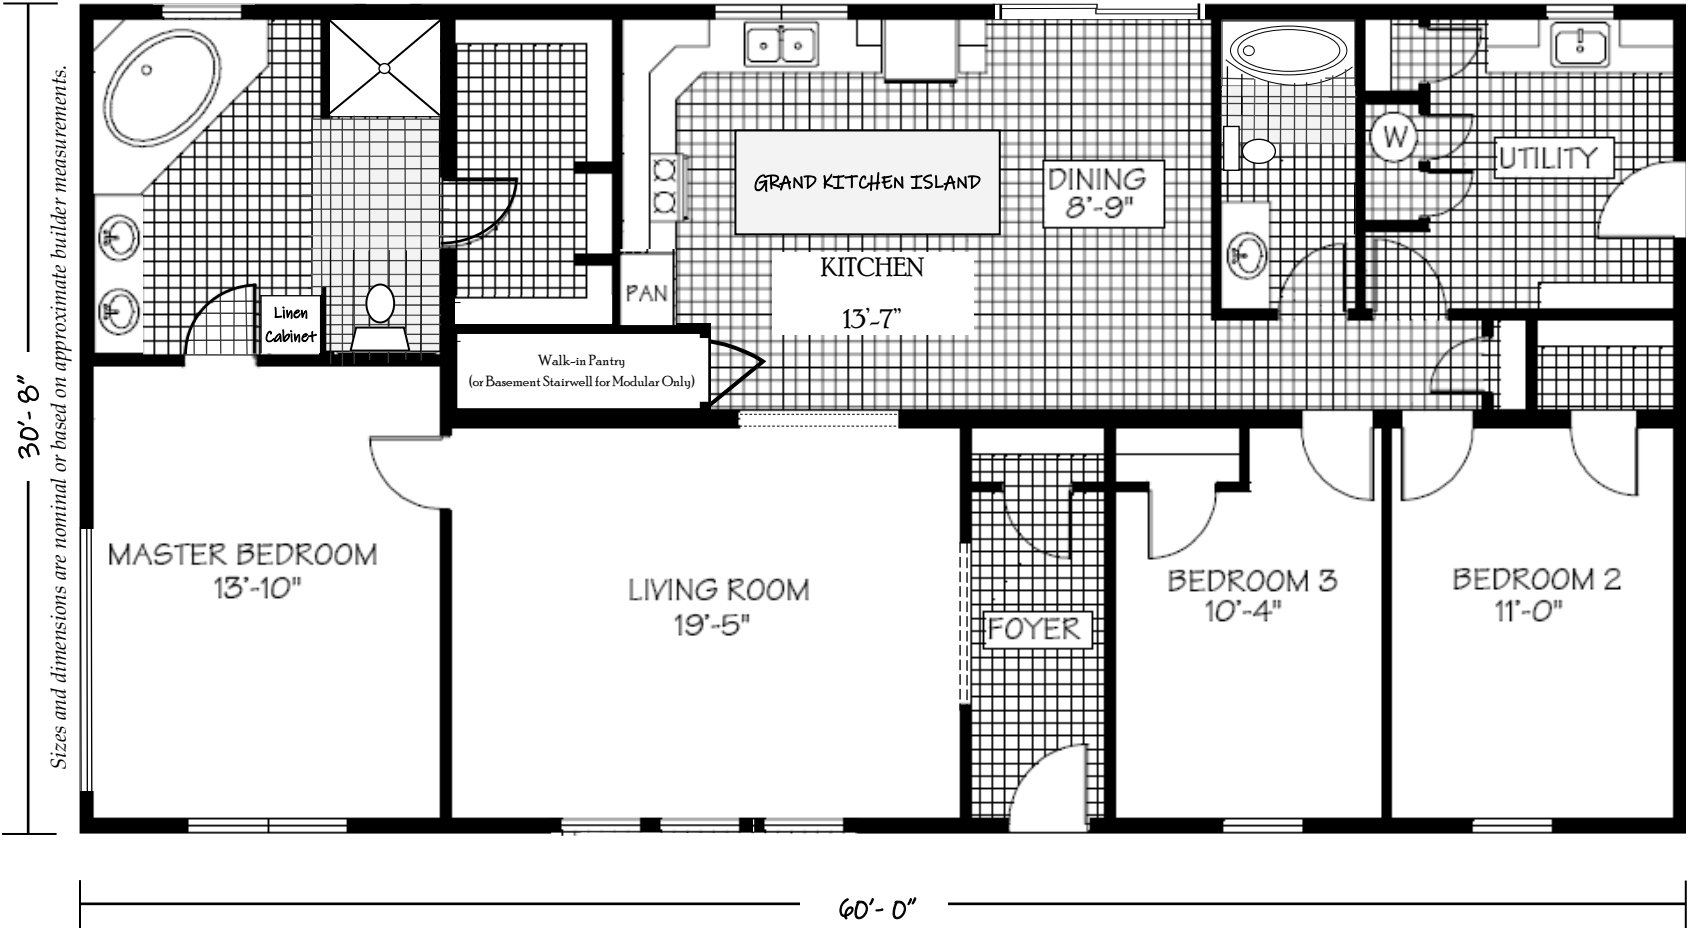 W
UTILITY
GRAND KITCHEN ISLAND
DINING
8'-9"
KITCHEN
13'-7”
PAN
Linen
Cabinet
Walk-in Pantry
(or Basement Stairwell for Modular Only)
30'- 8”
Sizes and dimensions are nominal or based on approximate builder measurements.
MASTER BEDROOM
13'-10"
LIVING ROOM
19'-5"
FOYER
BEDROOM 3
10'-4"
BEDROOM 2
11'-0"
60'- 0”